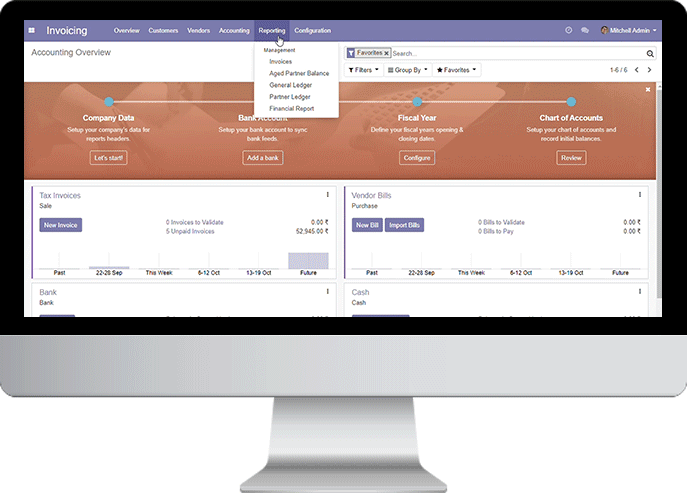 Invoicing Overview Customers Vendors Accounting Reporting Configuration Mitchell Admin
Accounting Overview
Favorites Search...
Filters Group By Favorites 1-6 / 6
Management
Invoices
Aged Partner Balance
General Ledger
Partner Ledger
Financial Report
Company Data
Setup your company's data for
reports headers.
Let's start!
Bank Account
Setup your bank account to sync
bank feeds.
Add a bank
Fiscal Year
Define your fiscal years opening &
closing dates.
Configure
Chart of Accounts
Setup your chart of accounts and
record initial balances.
Review
Tax Invoices
Sale
New Invoice
0 Invoices to Validate 0.00 ₹
5 Unpaid Invoices 52,945.00 ₹
Past 22-28 Sep This Week 6-12 Oct 13-19 Oct Future
Vendor Bills
Purchase
New Bill Import Bills
0 Bills to Validate 0.00 ₹
0 Bills to Pay 0.00 ₹
Past 22-28 Sep This Week 6-12 Oct 13-19 Oct Future
Bank
Bank
Cash
Cash